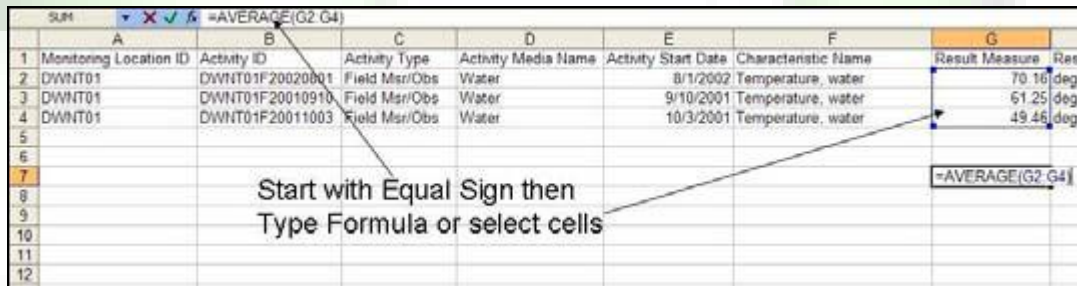 SUM =AVERAGE(G2:G4)
A B C D E F G
1 Monitoring Location ID Activity ID Activity Type Activity Media Name Activity Start Date Characteristic Name Result Measure Res
2 DWNT01 DWNT01F20020801 Field Msr/Obs Water 8/1/2002 Temperature, water 70.16 deg
3 DWNT01 DWNT01F20010910 Field Msr/Obs Water 9/10/2001 Temperature, water 61.25 deg
4 DWNT01 DWNT01F20011003 Field Msr/Obs Water 10/3/2001 Temperature, water 49.46 deg
5
6
7 =AVERAGE(G2:G4)
8 Start with Equal Sign then
9 Type Formula or select cells
10
11
12